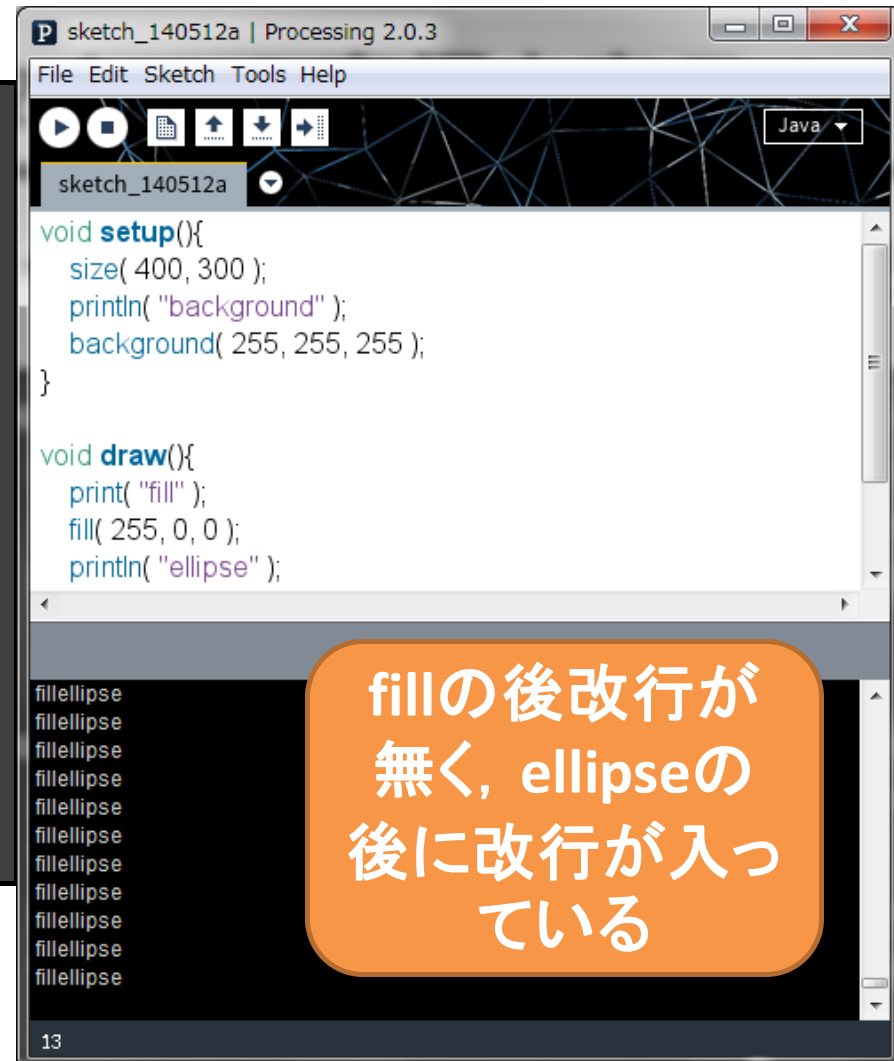 sketch_140512a | Processing 2.0.3
File Edit Sketch Tools Help
Java
sketch_140512a
void setup(){
  size( 400, 300 );
  println( "background" );
  background( 255, 255, 255 );
}

void draw(){
  print( "fill" );
  fill( 255, 0, 0 );
  println( "ellipse" );
fillellipse
fillellipse
fillellipse
fillellipse
fillellipse
fillellipse
fillellipse
fillellipse
fillellipse
fillellipse
fillellipse
fillの後改行が
無く, ellipseの
後に改行が入っ
ている
13